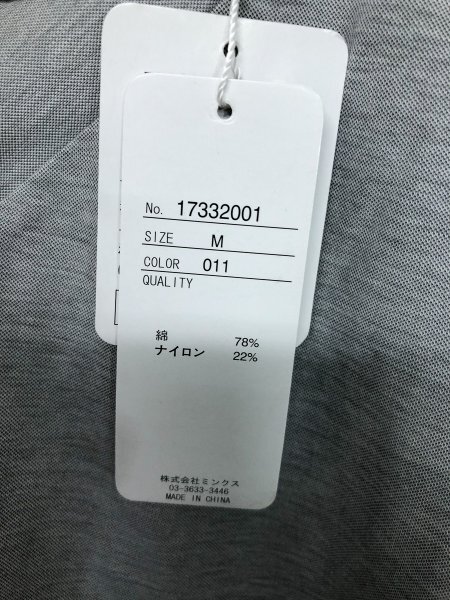 No. 17332001
SIZE M
COLOR 011
QUALITY
綿 78%
ナイロン 22%
株式会社ミンクス
03-3633-3446
MADE IN CHINA